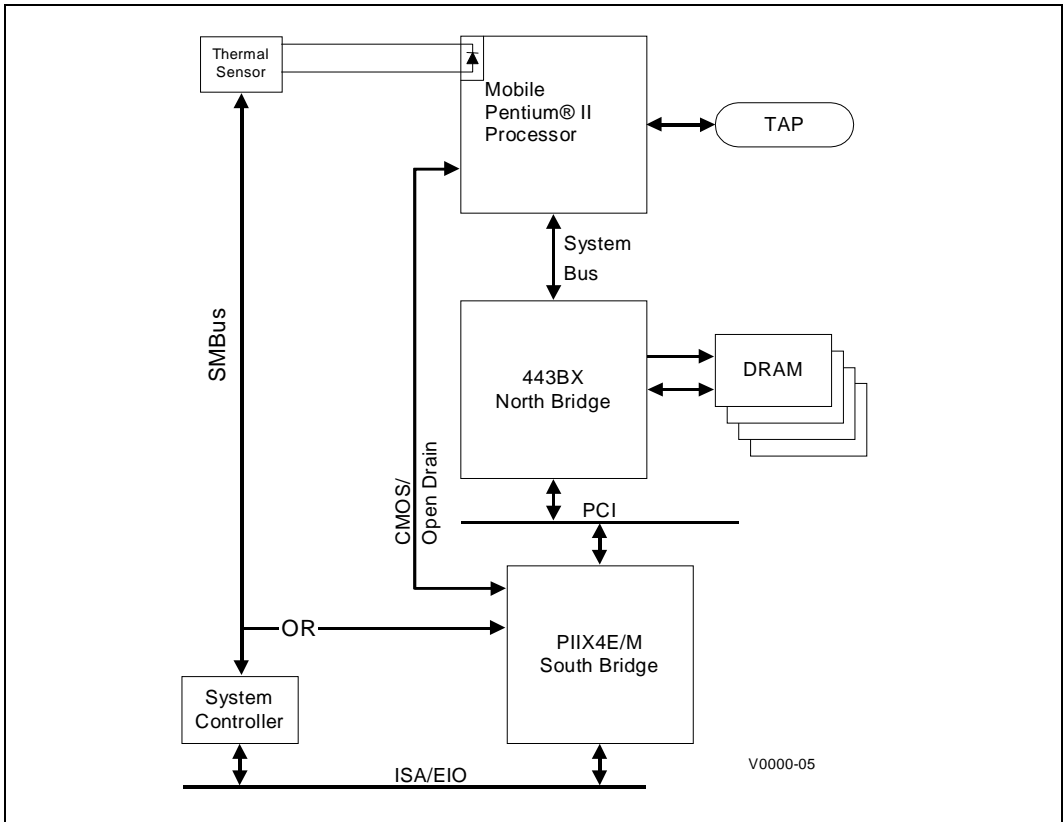 Thermal
Sensor
Mobile
Pentium® II
Processor
TAP
System
Bus
SMBus
443BX
North Bridge
DRAM
CMOS/
Open Drain
PCI
OR
PIIX4E/M
South Bridge
System
Controller
ISA/EIO
V0000-05